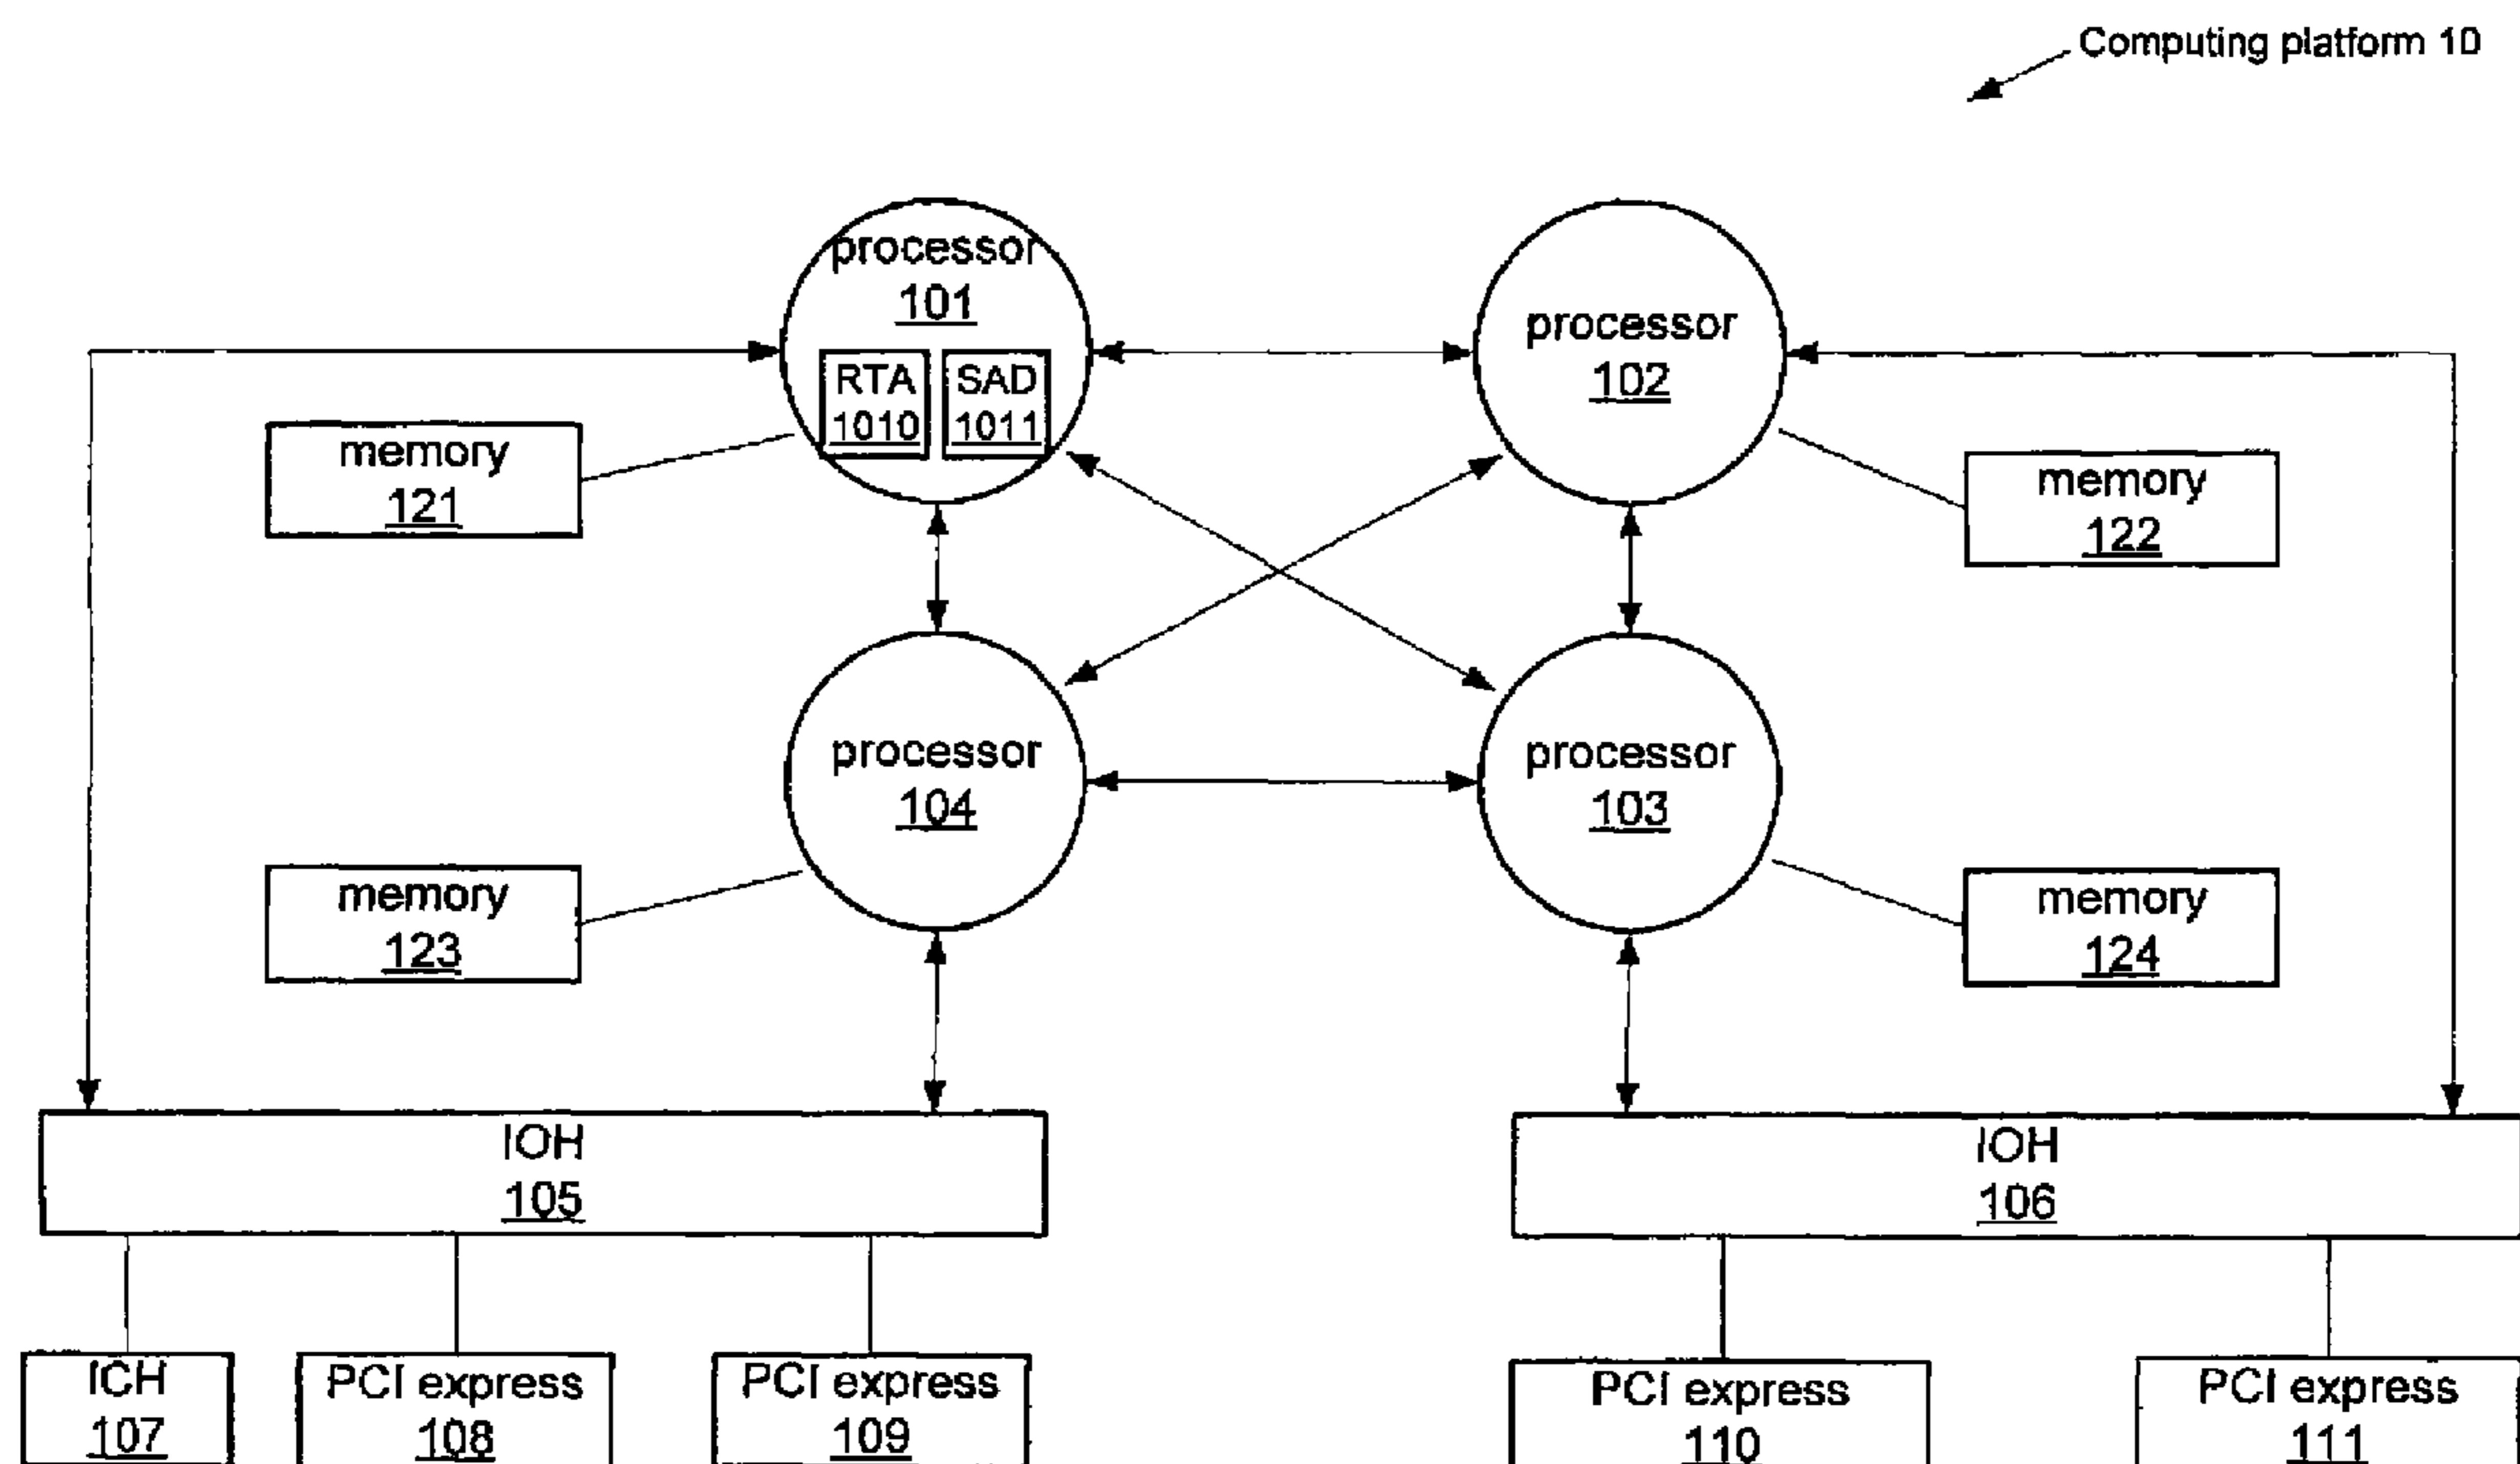 Computing platform 10
processor
101
RTA
1010
SAD
1011
processor
102
memory
121
memory
122
processor
104
processor
103
memory
123
memory
124
IOH
105
IOH
106
ICH
107
PCI express
108
PCI express
109
PCI express
110
PCI express
111